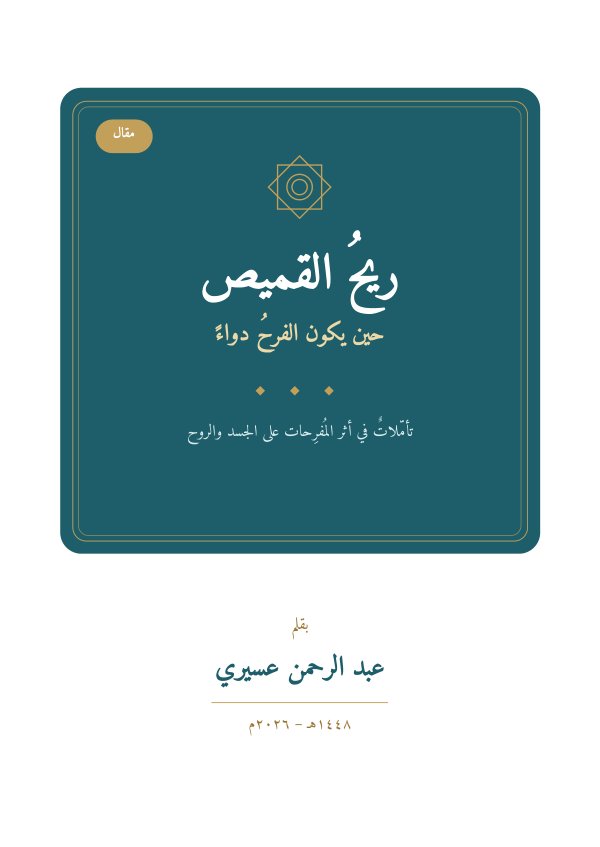 مقال
ريحُ القميص
حين يكون الفرحُ دواءً
تأمّلاتٌ في أثر المُفرِحات على الجسد والروح
بقلم
عبد الرحمن عسيري
١٤٤٨هـ – ٢٠٢٦م